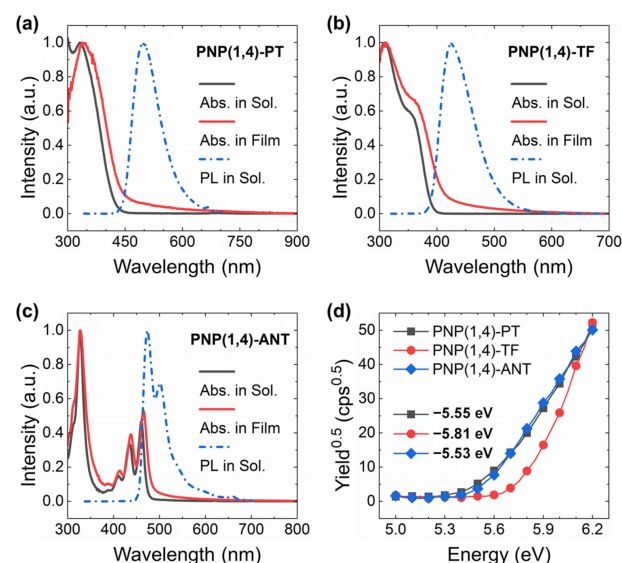 (a)
PNP(1,4)-PT
Abs. in Sol.
Abs. in Film
PL in Sol.
Intensity (a.u.)
1.0
0.8
0.6
0.4
0.2
0.0
300 450 600 750 900
Wavelength (nm)
(b)
PNP(1,4)-TF
Abs. in Sol.
Abs. in Film
PL in Sol.
Intensity (a.u.)
1.0
0.8
0.6
0.4
0.2
0.0
300 400 500 600 700
Wavelength (nm)
(c)
PNP(1,4)-ANT
Abs. in Sol.
Abs. in Film
PL in Sol.
Intensity (a.u.)
1.0
0.8
0.6
0.4
0.2
0.0
300 400 500 600 700 800
Wavelength (nm)
(d)
PNP(1,4)-PT
PNP(1,4)-TF
PNP(1,4)-ANT
−5.55 eV
−5.81 eV
−5.53 eV
Yield0.5 (cps0.5)
50
40
30
20
10
0
5.0 5.3 5.6 5.9 6.2
Energy (eV)